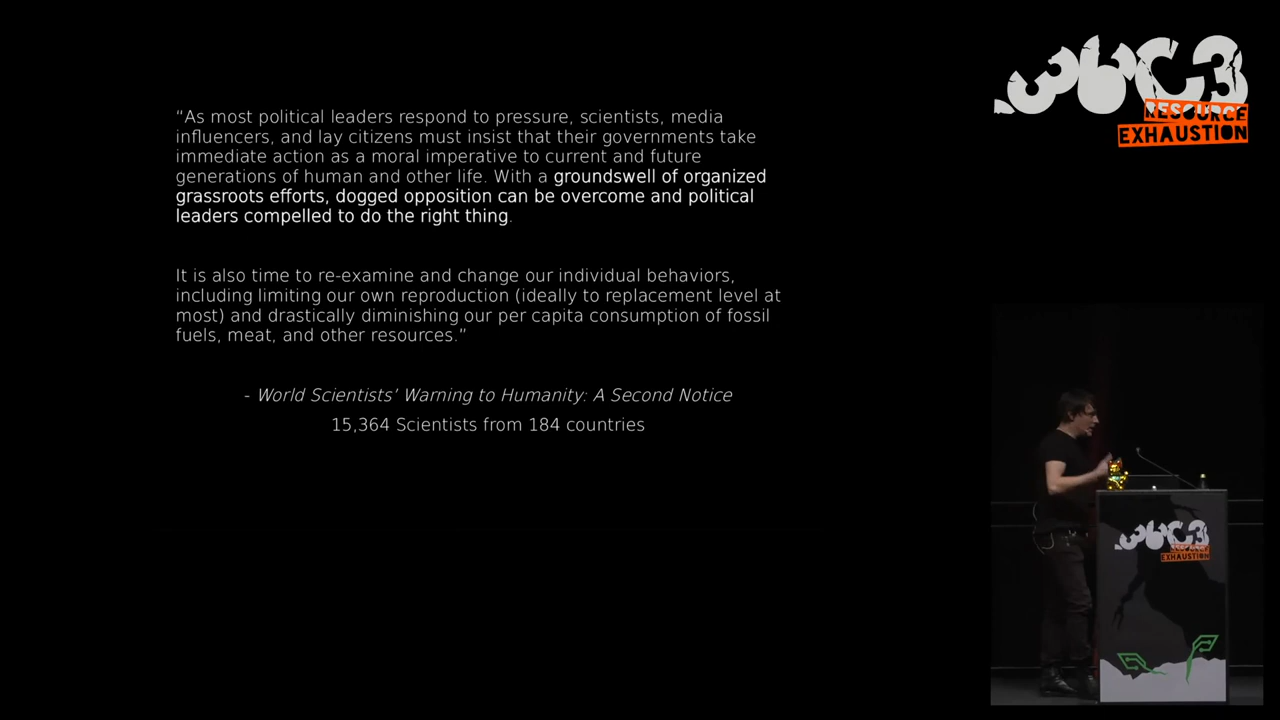 “As most political leaders respond to pressure, scientists, media
influencers, and lay citizens must insist that their governments take
immediate action as a moral imperative to current and future
generations of human and other life. With a groundswell of organized
grassroots efforts, dogged opposition can be overcome and political
leaders compelled to do the right thing.
It is also time to re-examine and change our individual behaviors,
including limiting our own reproduction (ideally to replacement level at
most) and drastically diminishing our per capita consumption of fossil
fuels, meat, and other resources.”
- World Scientists’ Warning to Humanity: A Second Notice
15,364 Scientists from 184 countries
36C3
RESOURCE
EXHAUSTION
36C3
RESOURCE
EXHAUSTION